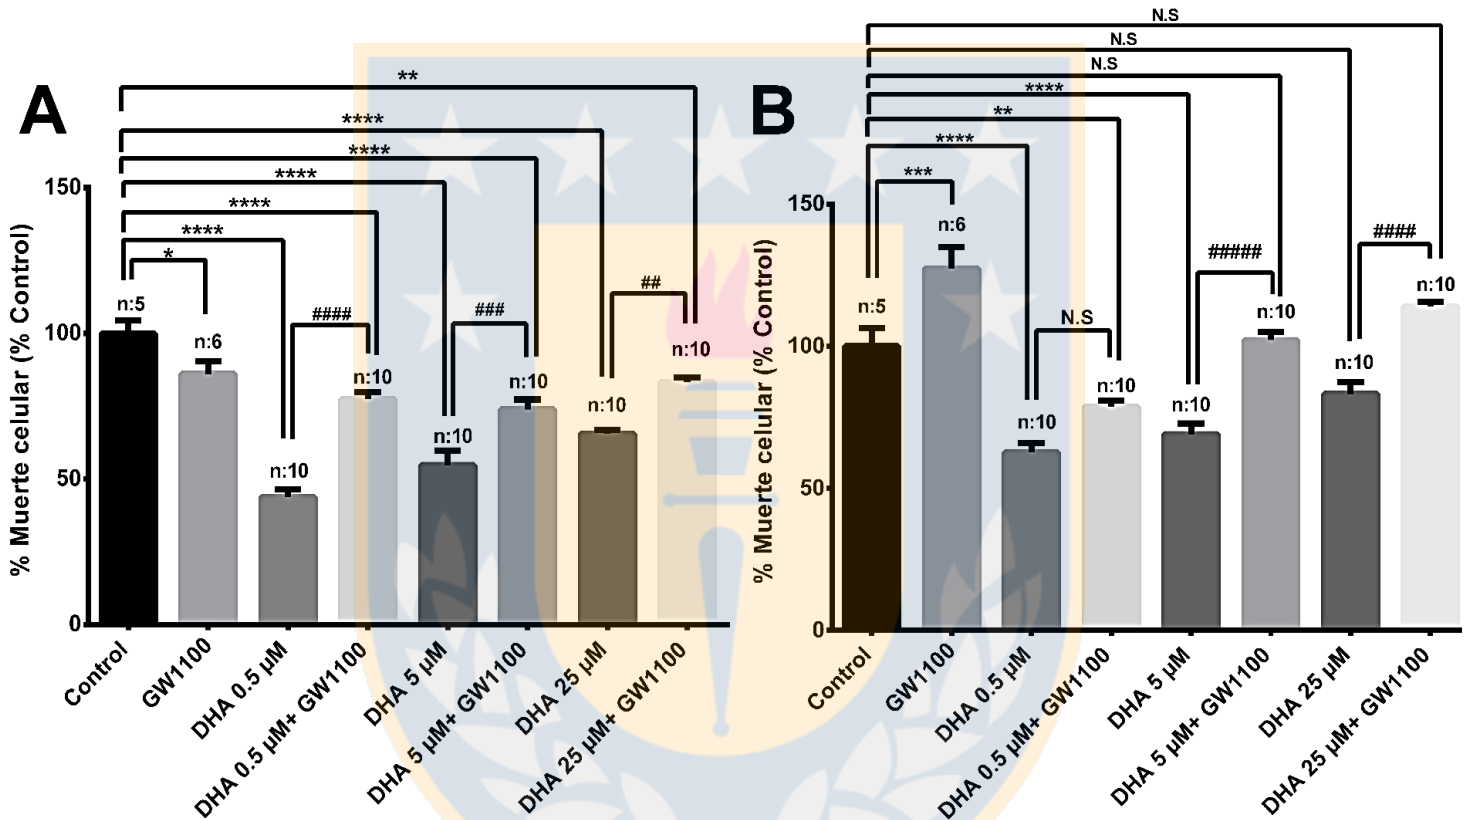 A
**
****
****
****
****
****
*
n:5
n:6
n:10
n:10
n:10
n:10
n:10
n:10
####
###
##
150
100
50
0
% Muerte celular (% Control)
Control
GW1100
DHA 0.5 µM
DHA 0.5 µM+ GW1100
DHA 5 µM
DHA 5 µM+ GW1100
DHA 25 µM
DHA 25 µM+ GW1100
B
N.S
N.S
N.S
****
**
****
***
n:5
n:6
n:10
n:10
n:10
n:10
n:10
n:10
N.S
#####
####
150
100
50
0
% Muerte celular (% Control)
Control
GW1100
DHA 0.5 µM
DHA 0.5 µM+ GW1100
DHA 5 µM
DHA 5 µM+ GW1100
DHA 25 µM
DHA 25 µM+ GW1100